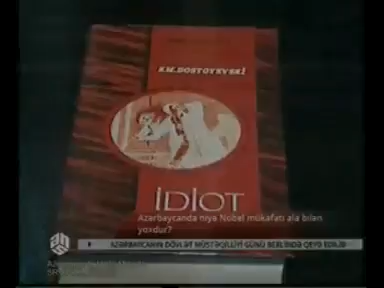 F.M.DOSTOYEVSKİ
İDİOT
Azərbaycanda niyə Nobel mükafatı ala bilən
yoxdur?
AZƏRBAYCANIN DÖVLƏT MÜSTƏQİLLİYİ GÜNÜ BERLİNDƏ QEYD EDİLİB